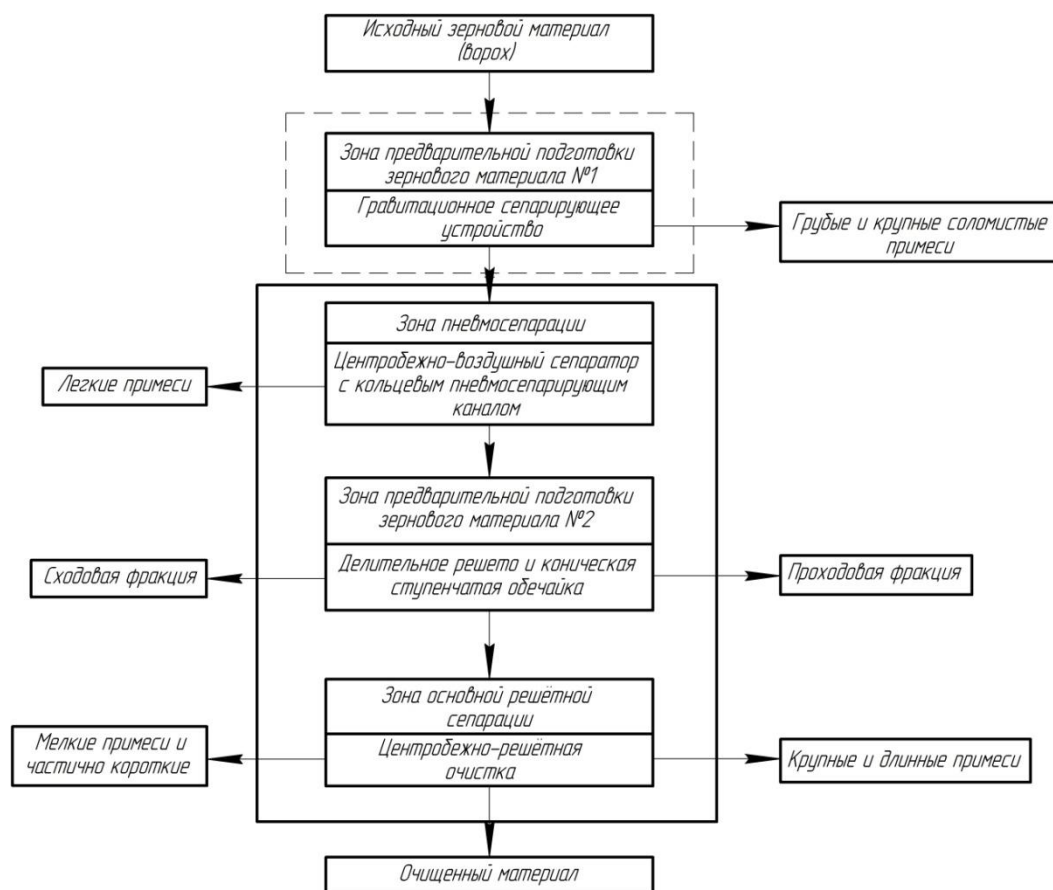 Исходный зерновой материал
(ворох)
Зона предварительной подготовки
зернового материала №1
Гравитационное сепарирующее
устройство
Грубые и крупные соломистые
примеси
Зона пневмосепарации
Центробежно-воздушный сепаратор
с кольцевым пневмосепарирующим
каналом
Легкие примеси
Зона предварительной подготовки
зернового материала №2
Делительное решето и коническая
ступенчатая обечайка
Сходовая фракция
Проходовая фракция
Зона основной решётной
сепарации
Центробежно-решётная
очистка
Мелкие примеси и
частично короткие
Крупные и длинные примеси
Очищенный материал